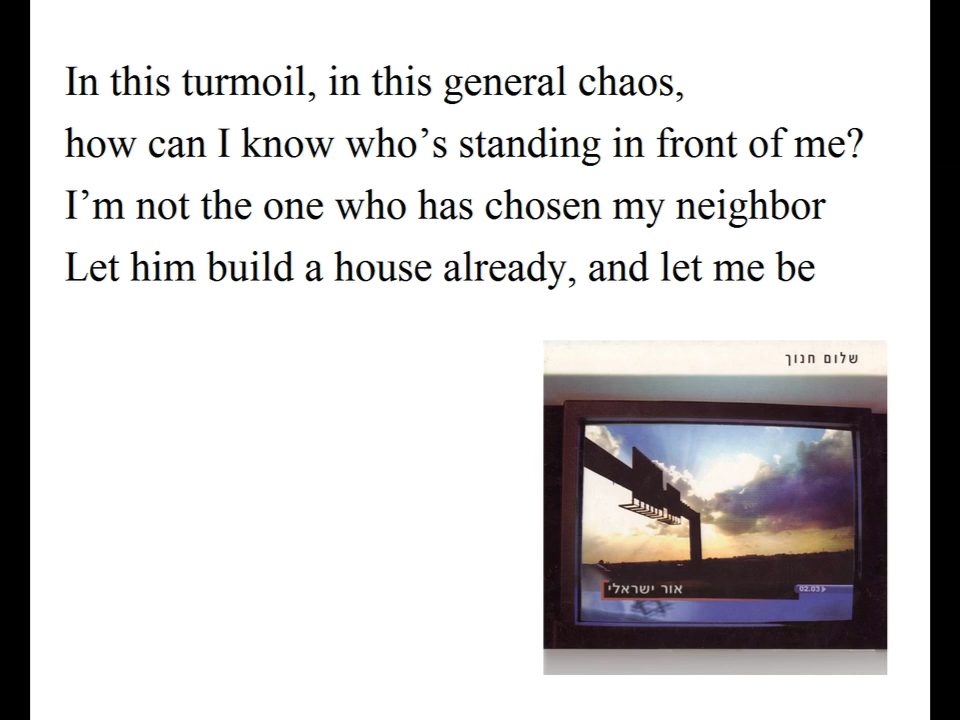 In this turmoil, in this general chaos,
how can I know who’s standing in front of me?
I’m not the one who has chosen my neighbor
Let him build a house already, and let me be
שלום חנוך
אור ישראלי
02.03